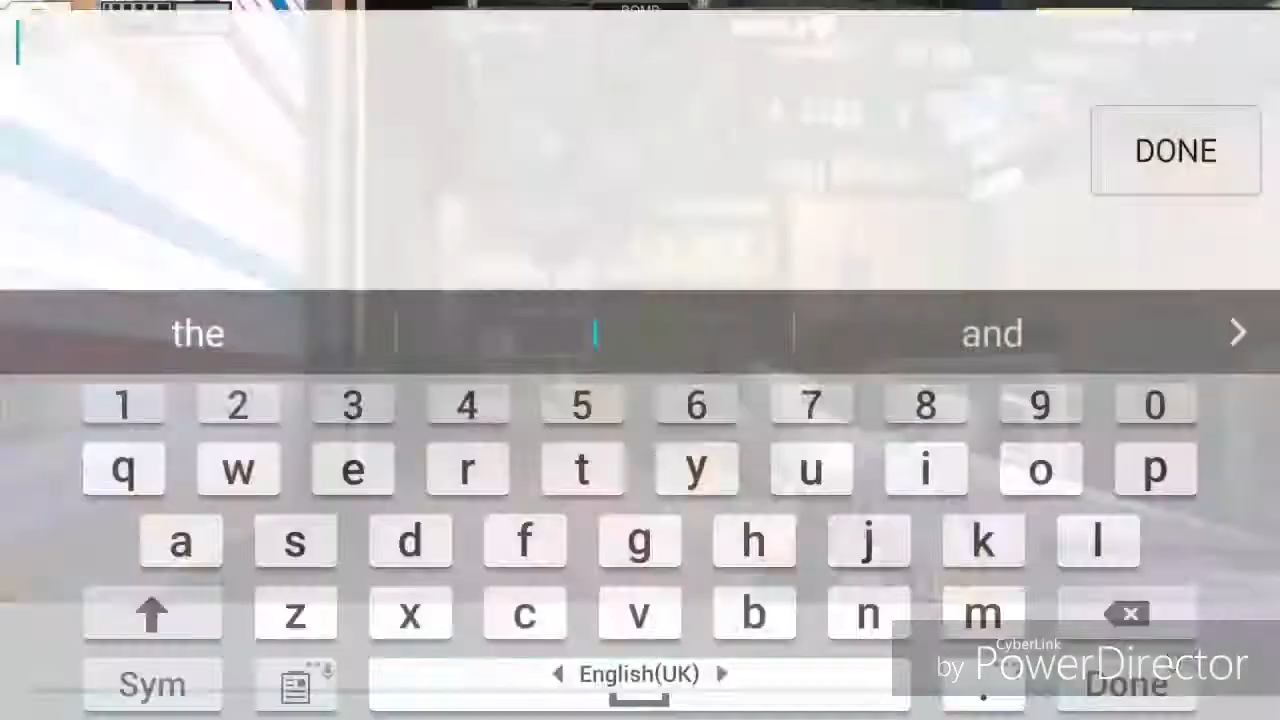 DONE
the
and
1 2 3 4 5 6 7 8 9 0
q w e r t y u i o p
a s d f g h j k l
z x c v b n m
Sym English(UK) . Done
CyberLink
by PowerDirector